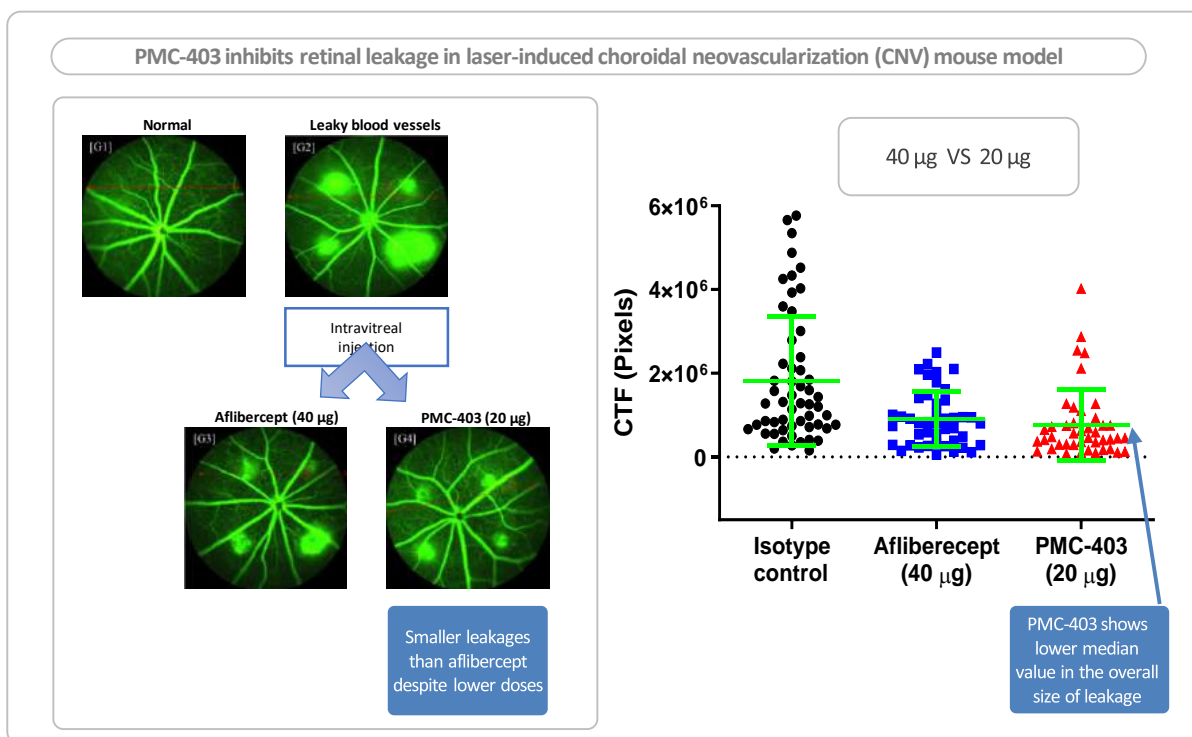 PMC-403 inhibits retinal leakage in laser-induced choroidal neovascularization (CNV) mouse model
Normal
Leaky blood vessels
[G1]
[G2]
Intravitreal
injection
Aflibercept (40 µg)
PMC-403 (20 µg)
[G3]
[G4]
Smaller leakages
than aflibercept
despite lower doses
40 µg VS 20 µg
CTF (Pixels)
6×10⁶
4×10⁶
2×10⁶
0
Isotype
control
Afliberecept
(40 µg)
PMC-403
(20 µg)
PMC-403 shows
lower median
value in the overall
size of leakage